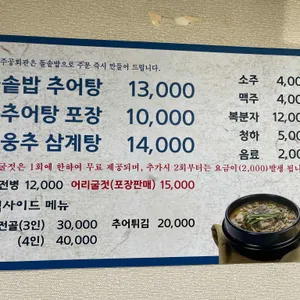 주공회관은 돌솥밥으로 주문 즉시 만들어 드립니다.
솥밥 추어탕 13,000
추어탕 포장 10,000
웅추 삼계탕 14,000
소주 4,00
맥주 4,00
복분자 12,00
청하 5,00
음료 2,00
굴젓은 1회에 한하여 무료 제공되며, 추가시 2회부터는 요금이(2,000)발생 됩니
전병 12,000 어리굴젓(포장판매) 15,000
사이드 메뉴
전골(3인) 30,000 추어튀김 20,000
(4인) 40,000